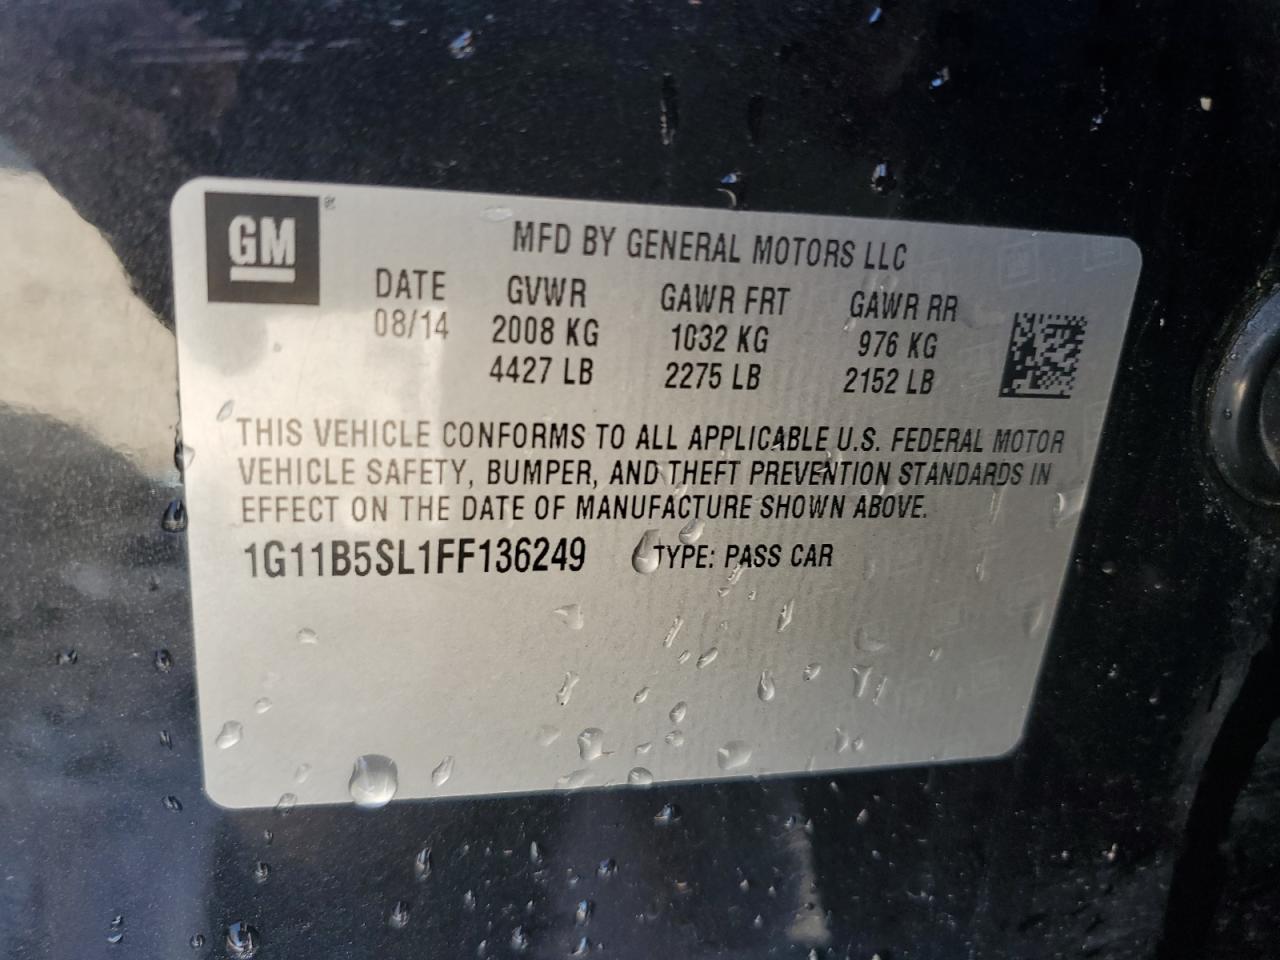 GM
MFD BY GENERAL MOTORS LLC
DATE GVWR GAWR FRT GAWR RR
08/14 2008 KG 1032 KG 976 KG
4427 LB 2275 LB 2152 LB
THIS VEHICLE CONFORMS TO ALL APPLICABLE U.S. FEDERAL MOTOR
VEHICLE SAFETY, BUMPER, AND THEFT PREVENTION STANDARDS IN
EFFECT ON THE DATE OF MANUFACTURE SHOWN ABOVE.
1G11B5SL1FF136249 TYPE: PASS CAR